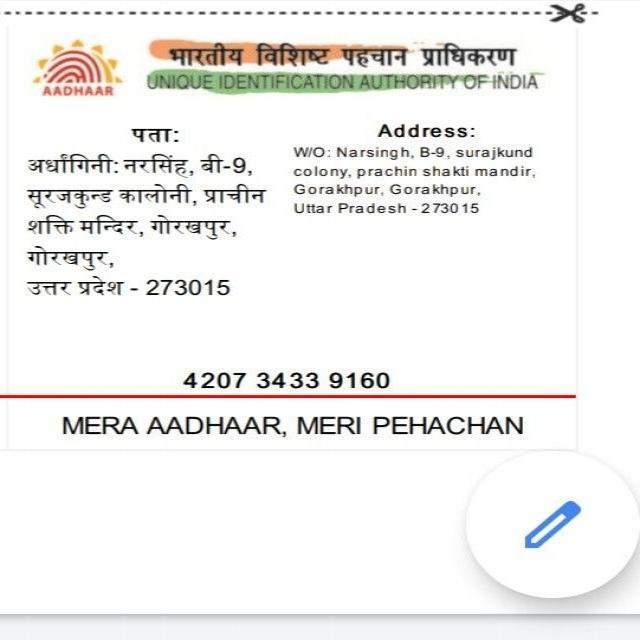 AADHAAR
भारतीय विशिष्ट पहचान प्राधिकरण
UNIQUE IDENTIFICATION AUTHORITY OF INDIA
पता:
अर्धांगिनी: नरसिंह, बी-9,
सूरजकुन्ड कालोनी, प्राचीन
शक्ति मन्दिर, गोरखपुर,
गोरखपुर,
उत्तर प्रदेश - 273015
Address:
W/O: Narsingh, B-9, surajkund
colony, prachin shakti mandir,
Gorakhpur, Gorakhpur,
Uttar Pradesh - 273015
4207 3433 9160
MERA AADHAAR, MERI PEHACHAN